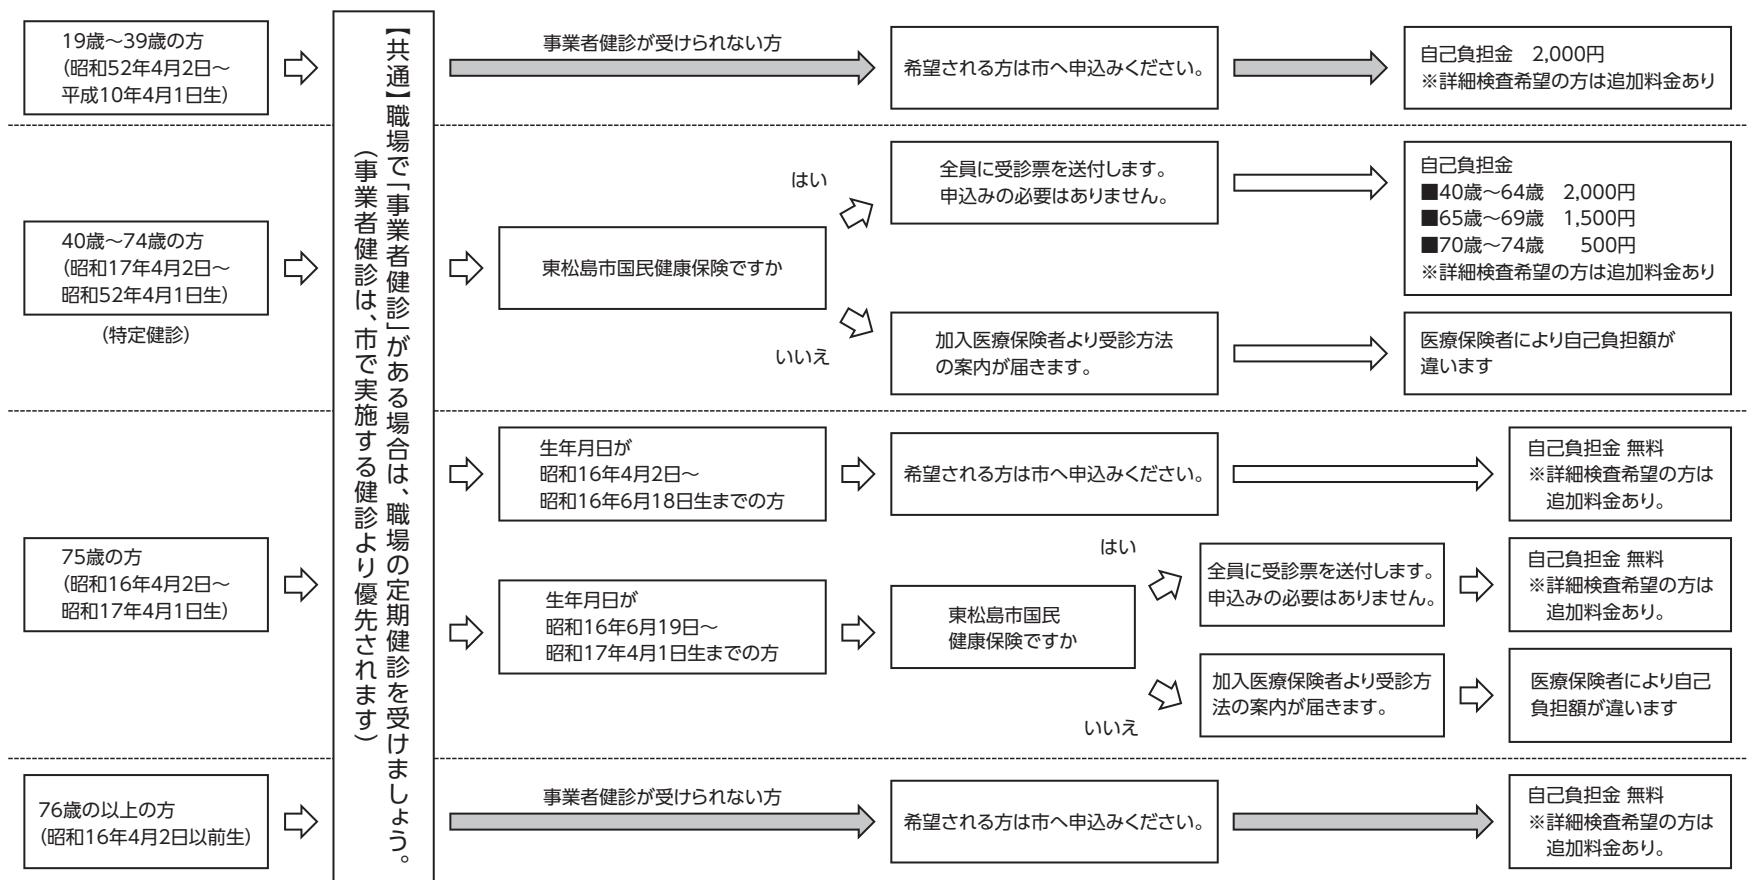 19歳～39歳の方
（昭和52年4月2日～
平成10年4月1日生）
【共通】職場で「事業者健診」がある場合は、職場の定期健診を受けましょう。
（事業者健診は、市で実施する健診より優先されます）
事業者健診が受けられない方
希望される方は市へ申込みください。
自己負担金　2,000円
※詳細検査希望の方は追加料金あり
40歳～74歳の方
（昭和17年4月2日～
昭和52年4月1日生）
（特定健診）
東松島市国民健康保険ですか
はい
全員に受診票を送付します。
申込みの必要はありません。
自己負担金
■40歳～64歳　2,000円
■65歳～69歳　1,500円
■70歳～74歳　　500円
※詳細検査希望の方は追加料金あり
いいえ
加入医療保険者より受診方法
の案内が届きます。
医療保険者により自己負担額が
違います
75歳の方
（昭和16年4月2日～
昭和17年4月1日生）
生年月日が
昭和16年4月2日～
昭和16年6月18日生までの方
希望される方は市へ申込みください。
自己負担金 無料
※詳細検査希望の方は
追加料金あり。
生年月日が
昭和16年6月19日～
昭和17年4月1日生までの方
東松島市国民
健康保険ですか
はい
全員に受診票を送付します。
申込みの必要はありません。
自己負担金 無料
※詳細検査希望の方は
追加料金あり。
いいえ
加入医療保険者より受診方
法の案内が届きます。
医療保険者により自己
負担額が違います
76歳の以上の方
（昭和16年4月2日以前生）
事業者健診が受けられない方
希望される方は市へ申込みください。
自己負担金 無料
※詳細検査希望の方は
追加料金あり。